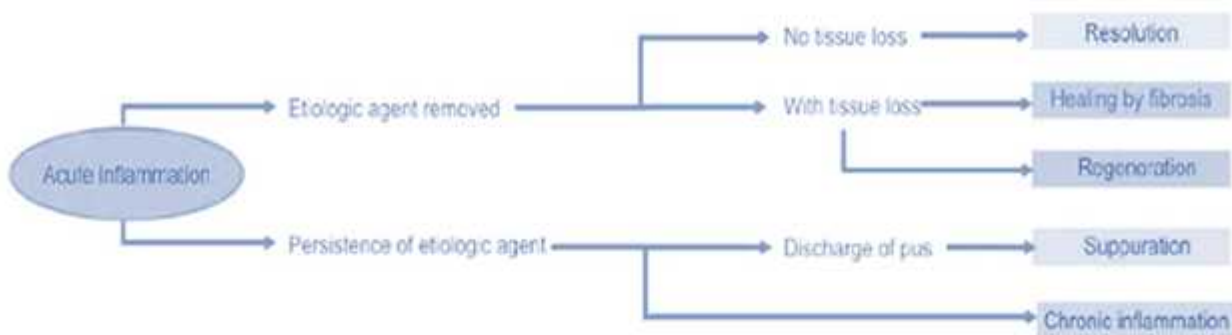 No tissue loss
Resolution
Etiologic agent removed
With tissue loss
Healing by fibrosis
Acute inflammation
Regeneration
Persistence of etiologic agent
Discharge of pus
Suppuration
Chronic inflammation